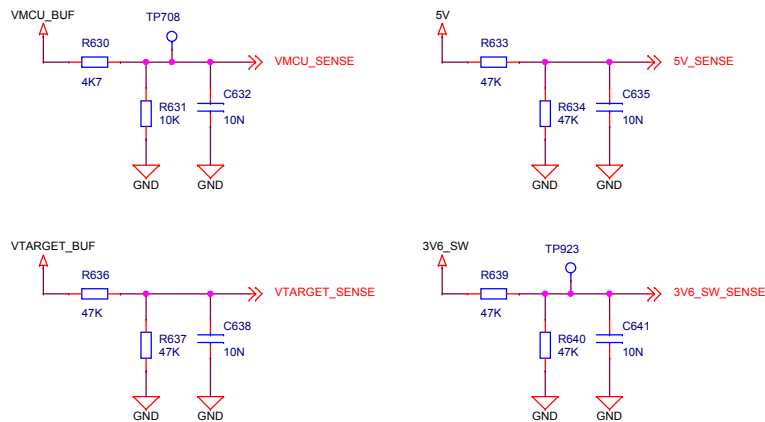 VMCU_BUF
TP708
R630
4K7
VMCU_SENSE
R631
10K
C632
10N
GND
GND
5V
R633
47K
5V_SENSE
R634
47K
C635
10N
GND
GND
VTARGET_BUF
R636
47K
VTARGET_SENSE
R637
47K
C638
10N
GND
GND
3V6_SW
TP923
R639
47K
3V6_SW_SENSE
R640
47K
C641
10N
GND
GND